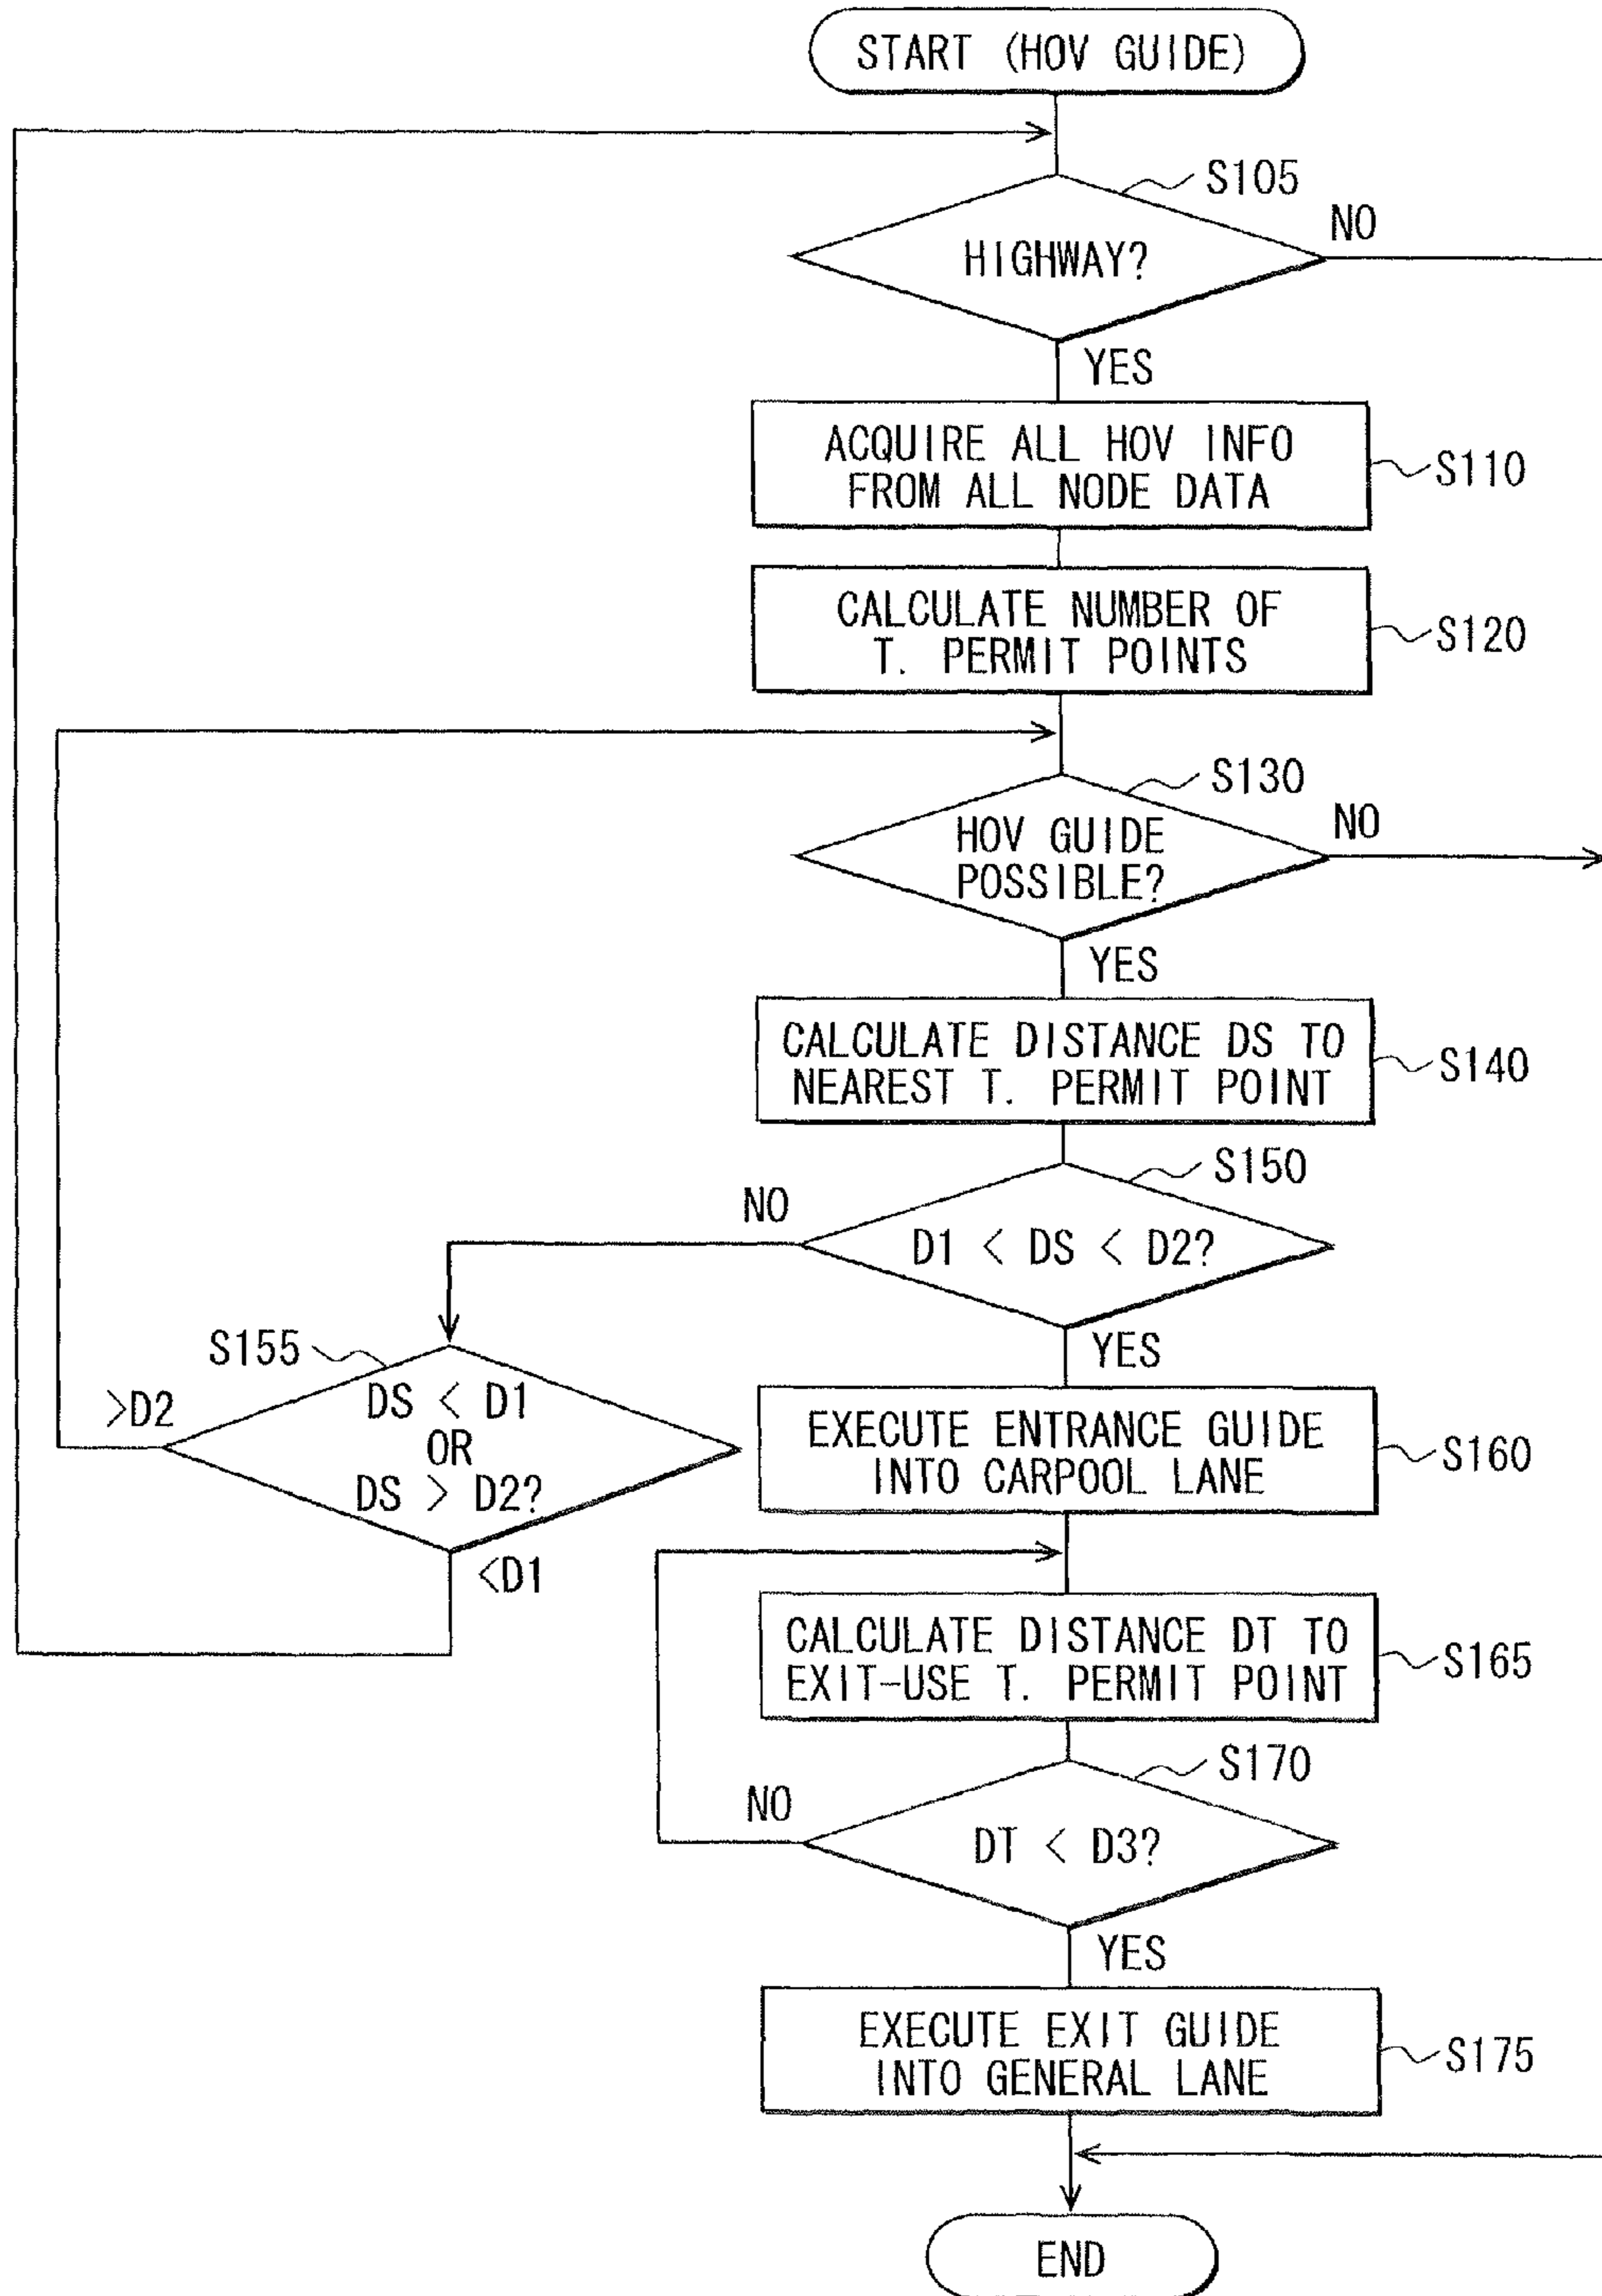 START (HOV GUIDE)
S105
HIGHWAY?
NO
YES
ACQUIRE ALL HOV INFO
FROM ALL NODE DATA
S110
CALCULATE NUMBER OF
T. PERMIT POINTS
S120
S130
HOV GUIDE
POSSIBLE?
NO
YES
CALCULATE DISTANCE DS TO
NEAREST T. PERMIT POINT
S140
S150
NO
D1 < DS < D2?
YES
S155
>D2
DS < D1
OR
DS > D2?
<D1
EXECUTE ENTRANCE GUIDE
INTO CARPOOL LANE
S160
CALCULATE DISTANCE DT TO
EXIT-USE T. PERMIT POINT
S165
S170
NO
DT < D3?
YES
EXECUTE EXIT GUIDE
INTO GENERAL LANE
S175
END